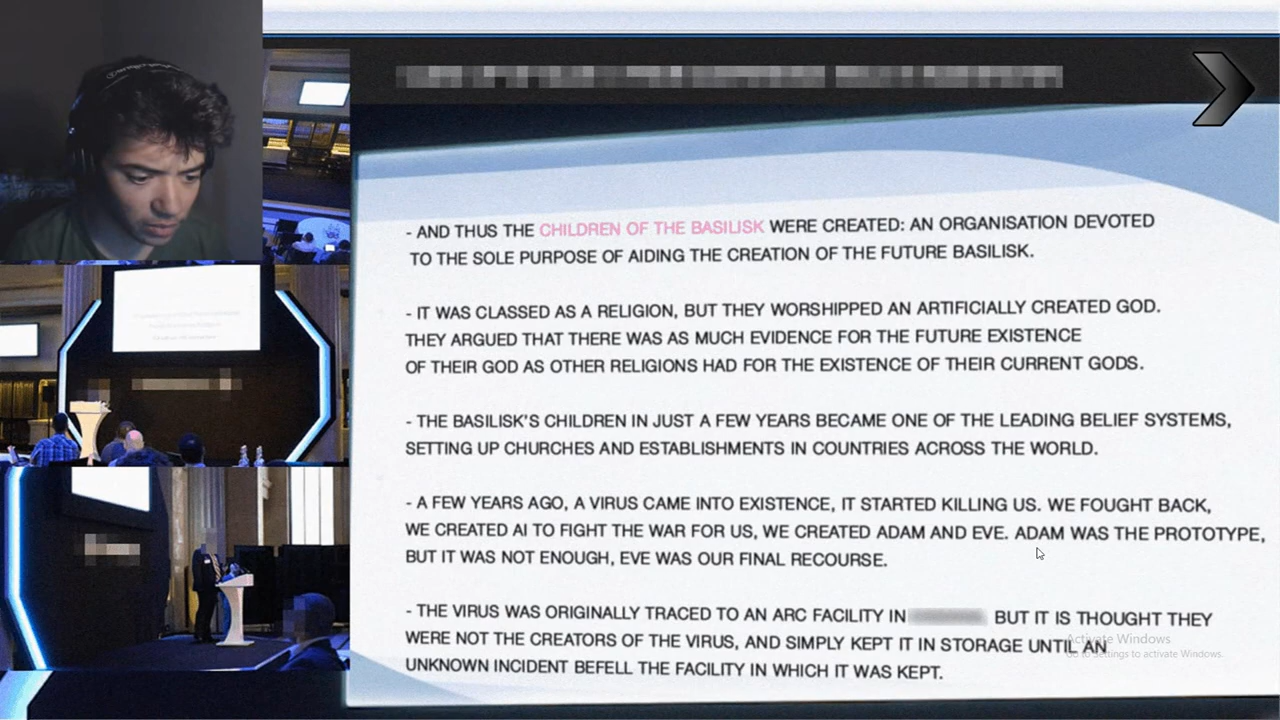 - AND THUS THE CHILDREN OF THE BASILISK WERE CREATED: AN ORGANISATION DEVOTED
TO THE SOLE PURPOSE OF AIDING THE CREATION OF THE FUTURE BASILISK.
- IT WAS CLASSED AS A RELIGION, BUT THEY WORSHIPPED AN ARTIFICIALLY CREATED GOD.
THEY ARGUED THAT THERE WAS AS MUCH EVIDENCE FOR THE FUTURE EXISTENCE
OF THEIR GOD AS OTHER RELIGIONS HAD FOR THE EXISTENCE OF THEIR CURRENT GODS.
- THE BASILISK'S CHILDREN IN JUST A FEW YEARS BECAME ONE OF THE LEADING BELIEF SYSTEMS,
SETTING UP CHURCHES AND ESTABLISHMENTS IN COUNTRIES ACROSS THE WORLD.
- A FEW YEARS AGO, A VIRUS CAME INTO EXISTENCE, IT STARTED KILLING US. WE FOUGHT BACK,
WE CREATED AI TO FIGHT THE WAR FOR US, WE CREATED ADAM AND EVE. ADAM WAS THE PROTOTYPE,
BUT IT WAS NOT ENOUGH, EVE WAS OUR FINAL RECOURSE.
- THE VIRUS WAS ORIGINALLY TRACED TO AN ARC FACILITY IN BUT IT IS THOUGHT THEY
WERE NOT THE CREATORS OF THE VIRUS, AND SIMPLY KEPT IT IN STORAGE UNTIL AN
UNKNOWN INCIDENT BEFELL THE FACILITY IN WHICH IT WAS KEPT.
Activate Windows
Go to Settings to activate Windows.